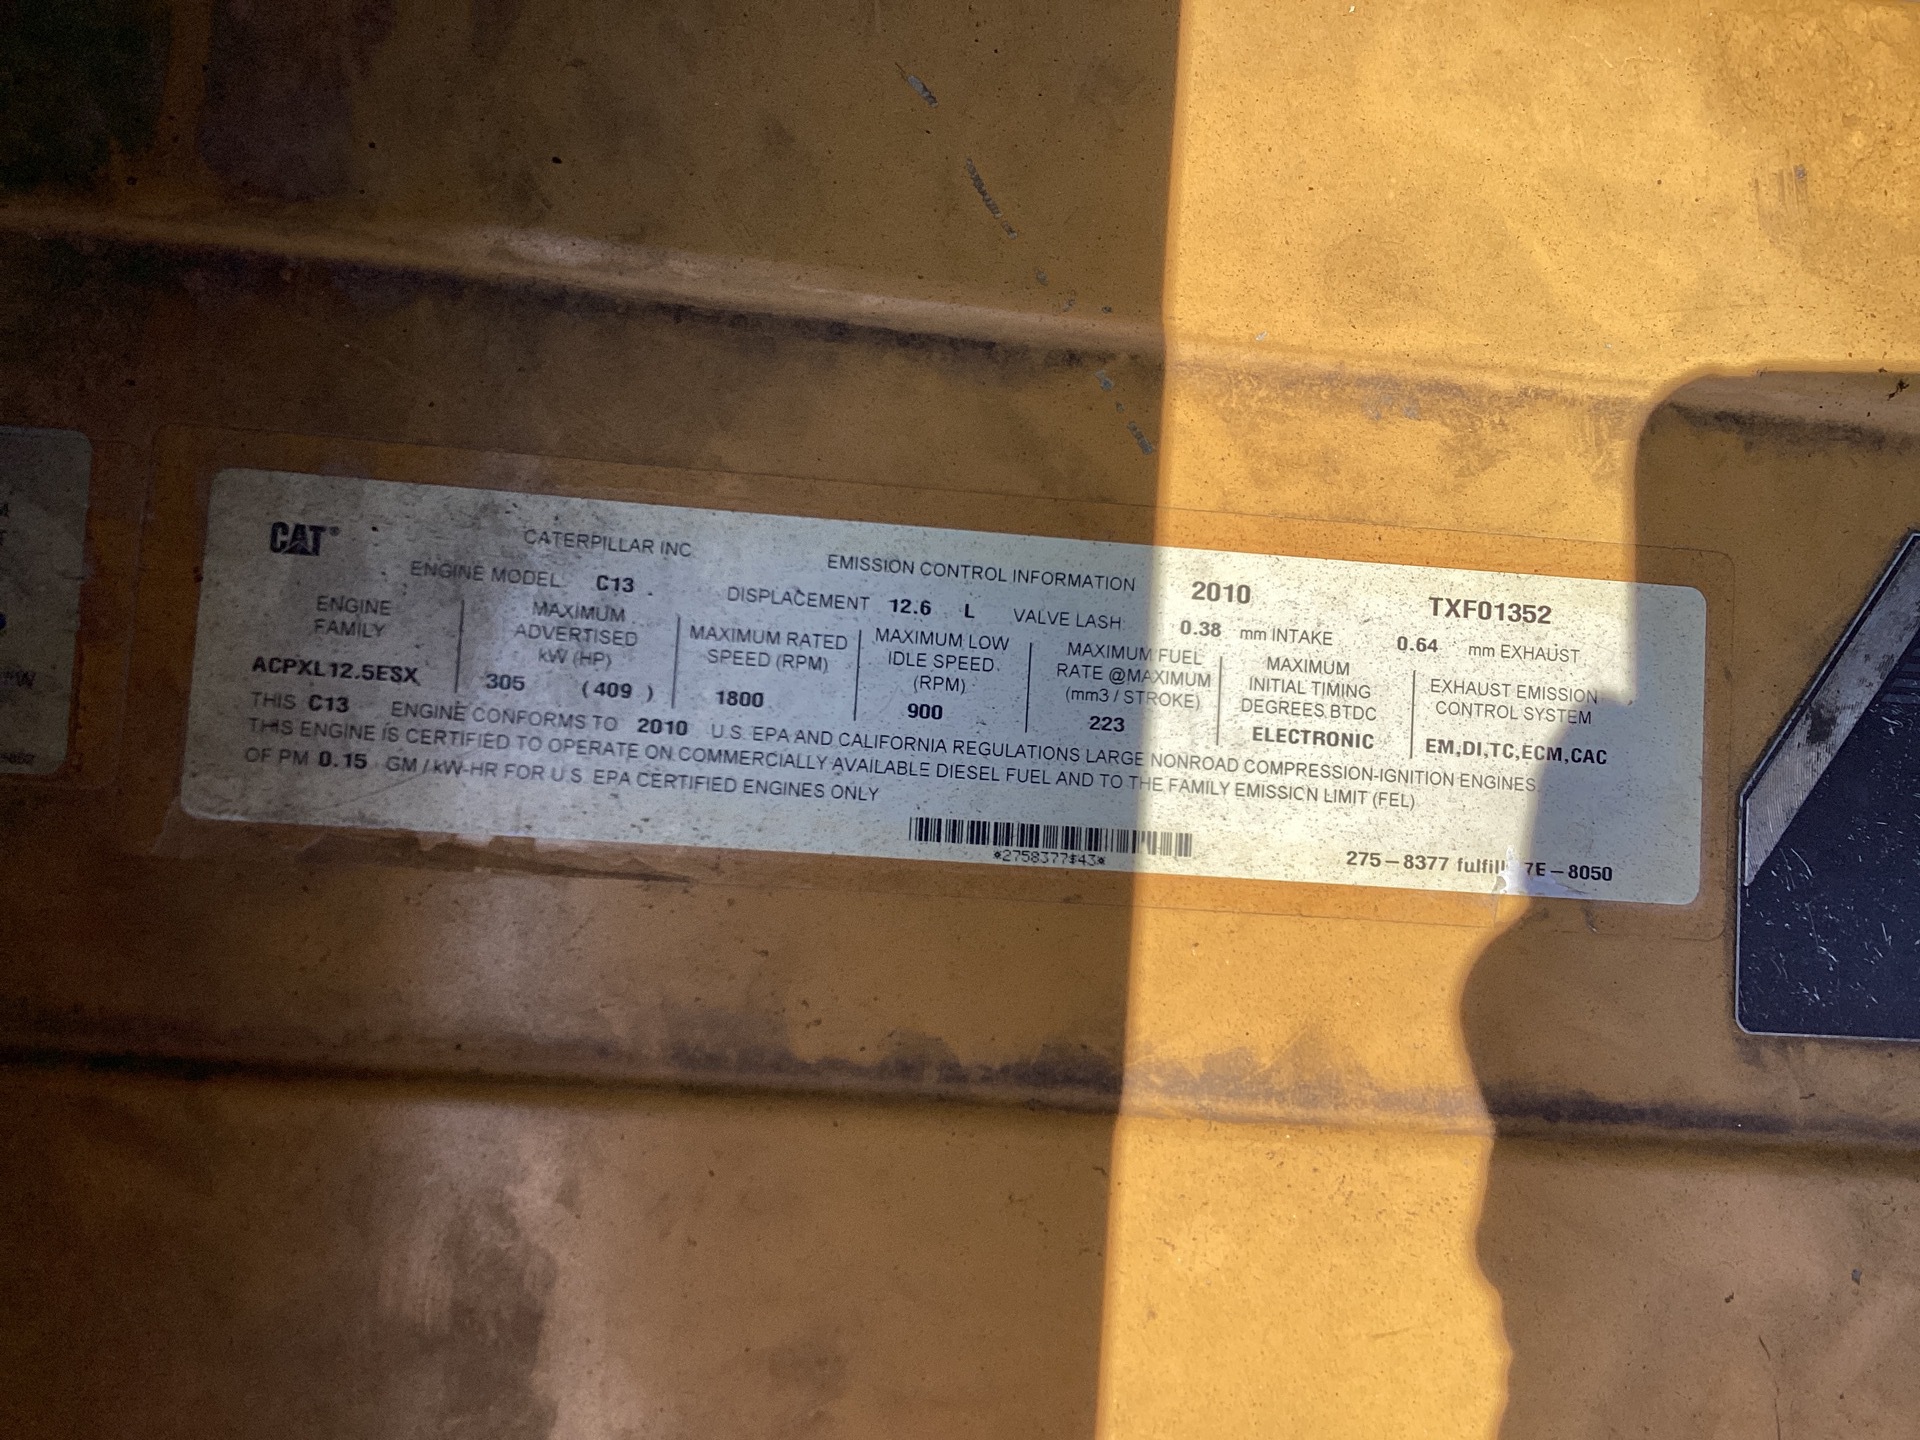 CAT®
CATERPILLAR INC
EMISSION CONTROL INFORMATION
2010
TXF01352
ENGINE MODEL C13
DISPLACEMENT 12.6 L
VALVE LASH 0.38 mm INTAKE 0.64 mm EXHAUST
ENGINE
FAMILY
ACPXL12.5ESX
MAXIMUM
ADVERTISED
kW (HP)
305 (409)
MAXIMUM RATED
SPEED (RPM)
1800
MAXIMUM LOW
IDLE SPEED
(RPM)
900
MAXIMUM FUEL
RATE @MAXIMUM
(mm3 / STROKE)
223
MAXIMUM
INITIAL TIMING
DEGREES BTDC
ELECTRONIC
EXHAUST EMISSION
CONTROL SYSTEM
EM,DI,TC,ECM,CAC
THIS C13 ENGINE CONFORMS TO 2010 U.S. EPA AND CALIFORNIA REGULATIONS LARGE NONROAD COMPRESSION-IGNITION ENGINES.
THIS ENGINE IS CERTIFIED TO OPERATE ON COMMERCIALLY AVAILABLE DIESEL FUEL AND TO THE FAMILY EMISSION LIMIT (FEL)
OF PM 0.15 GM / kW-HR FOR U.S. EPA CERTIFIED ENGINES ONLY
*2758377$43*
275-8377 fulfill 7E-8050